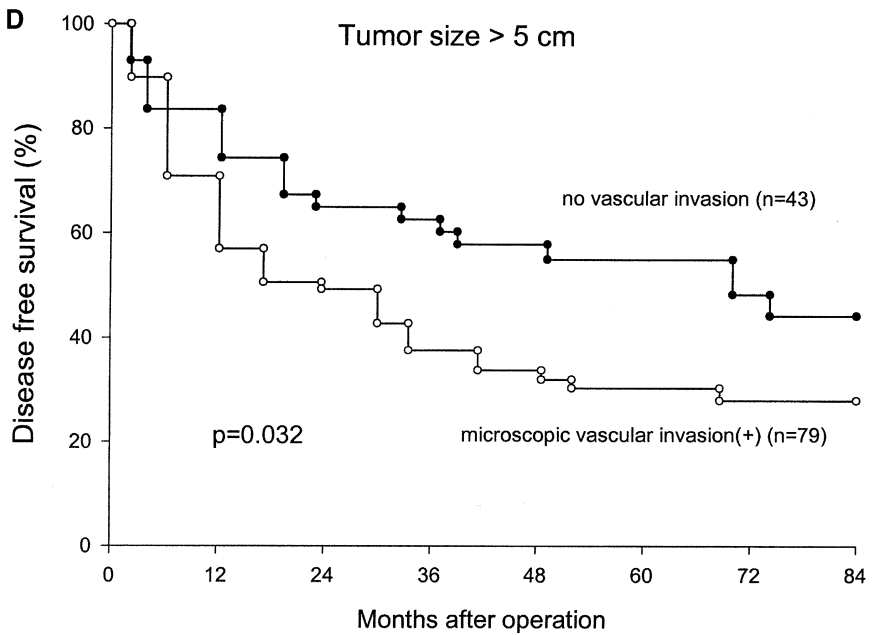 D
Tumor size > 5 cm
Disease free survival (%)
100
80
60
40
20
0
no vascular invasion (n=43)
p=0.032
microscopic vascular invasion(+) (n=79)
0 12 24 36 48 60 72 84
Months after operation